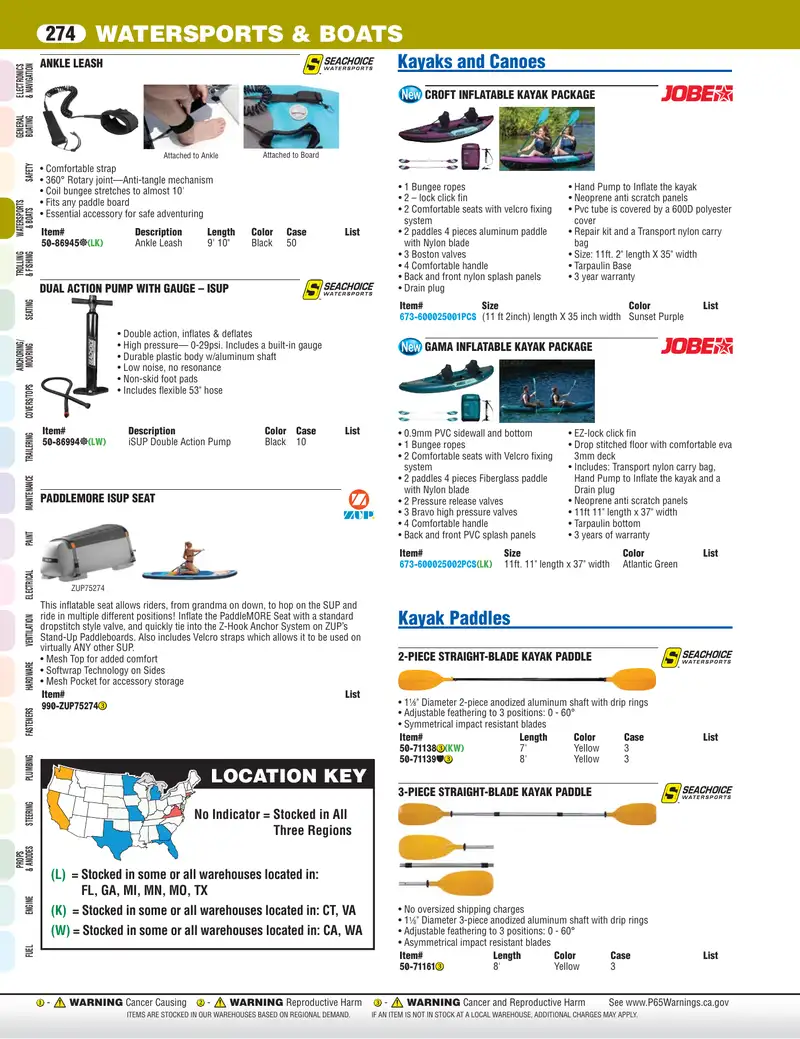 274 WATERSPORTS & BOATS
ELECTRONICS & NAVIGATION
GENERAL BOATING
SAFETY
WATERSPORTS & BOATS
TROLLING & FISHING
SEATING
ANCHORING/ MOORING
COVERS/TOPS
TRAILERING
MAINTENANCE
PAINT
ELECTRICAL
VENTILATION
HARDWARE
FASTENERS
PLUMBING
STEERING
PROPS & ANODES
ENGINE
FUEL
ANKLE LEASH
SEACHOICE WATERSPORTS
Attached to Ankle
Attached to Board
• Comfortable strap
• 360° Rotary joint—Anti-tangle mechanism
• Coil bungee stretches to almost 10'
• Fits any paddle board
• Essential accessory for safe adventuring
Item# Description Length Color Case List
50-86945 (LK) Ankle Leash 9' 10" Black 50
DUAL ACTION PUMP WITH GAUGE – ISUP
SEACHOICE WATERSPORTS
• Double action, inflates & deflates
• High pressure— 0-29psi. Includes a built-in gauge
• Durable plastic body w/aluminum shaft
• Low noise, no resonance
• Non-skid foot pads
• Includes flexible 53" hose
Item# Description Color Case List
50-86994 (LW) iSUP Double Action Pump Black 10
PADDLEMORE ISUP SEAT
ZUP
ZUP75274
This inflatable seat allows riders, from grandma on down, to hop on the SUP and
ride in multiple different positions! Inflate the PaddleMORE Seat with a standard
dropstitch style valve, and quickly tie into the Z-Hook Anchor System on ZUP's
Stand-Up Paddleboards. Also includes Velcro straps which allows it to be used on
virtually ANY other SUP.
• Mesh Top for added comfort
• Softwrap Technology on Sides
• Mesh Pocket for accessory storage
Item# List
990-ZUP75274 3
LOCATION KEY
No Indicator = Stocked in All
Three Regions
(L) = Stocked in some or all warehouses located in:
FL, GA, MI, MN, MO, TX
(K) = Stocked in some or all warehouses located in: CT, VA
(W) = Stocked in some or all warehouses located in: CA, WA
Kayaks and Canoes
New CROFT INFLATABLE KAYAK PACKAGE
JOBE
• 1 Bungee ropes
• 2 – lock click fin
• 2 Comfortable seats with velcro fixing
system
• 2 paddles 4 pieces aluminum paddle
with Nylon blade
• 3 Boston valves
• 4 Comfortable handle
• Back and front nylon splash panels
• Drain plug
• Hand Pump to Inflate the kayak
• Neoprene anti scratch panels
• Pvc tube is covered by a 600D polyester
cover
• Repair kit and a Transport nylon carry
bag
• Size: 11ft. 2" length X 35" width
• Tarpaulin Base
• 3 year warranty
Item# Size Color List
673-600025001PCS (11 ft 2inch) length X 35 inch width Sunset Purple
New GAMA INFLATABLE KAYAK PACKAGE
JOBE
• 0.9mm PVC sidewall and bottom
• 1 Bungee ropes
• 2 Comfortable seats with Velcro fixing
system
• 2 paddles 4 pieces Fiberglass paddle
with Nylon blade
• 2 Pressure release valves
• 3 Bravo high pressure valves
• 4 Comfortable handle
• Back and front PVC splash panels
• EZ-lock click fin
• Drop stitched floor with comfortable eva
3mm deck
• Includes: Transport nylon carry bag,
Hand Pump to Inflate the kayak and a
Drain plug
• Neoprene anti scratch panels
• 11ft 11" length x 37" width
• Tarpaulin bottom
• 3 years of warranty
Item# Size Color List
673-600025002PCS(LK) 11ft. 11" length x 37" width Atlantic Green
Kayak Paddles
2-PIECE STRAIGHT-BLADE KAYAK PADDLE
SEACHOICE WATERSPORTS
• 1⅛" Diameter 2-piece anodized aluminum shaft with drip rings
• Adjustable feathering to 3 positions: 0 - 60°
• Symmetrical impact resistant blades
Item# Length Color Case List
50-71138 3 (KW) 7' Yellow 3
50-71139 3 8' Yellow 3
3-PIECE STRAIGHT-BLADE KAYAK PADDLE
SEACHOICE WATERSPORTS
• No oversized shipping charges
• 1⅛" Diameter 3-piece anodized aluminum shaft with drip rings
• Adjustable feathering to 3 positions: 0 - 60°
• Asymmetrical impact resistant blades
Item# Length Color Case List
50-71161 3 8' Yellow 3
1 - WARNING Cancer Causing 2 - WARNING Reproductive Harm 3 - WARNING Cancer and Reproductive Harm See www.P65Warnings.ca.gov
ITEMS ARE STOCKED IN OUR WAREHOUSES BASED ON REGIONAL DEMAND. IF AN ITEM IS NOT IN STOCK AT A LOCAL WAREHOUSE, ADDITIONAL CHARGES MAY APPLY.